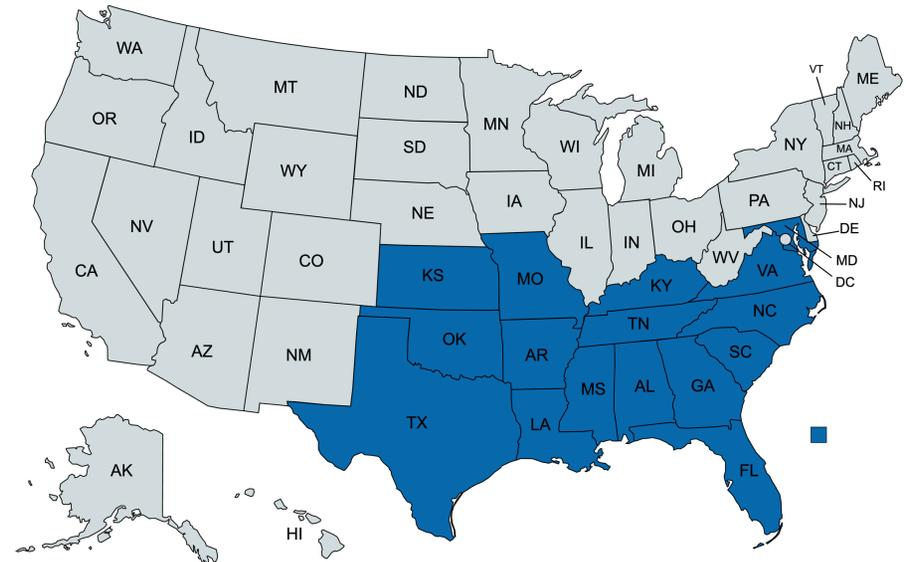 WA
MT
ND
MN
VT
ME
OR
ID
SD
WI
NH
WY
MI
NY
MA
CT
RI
NE
IA
PA
NJ
NV
UT
CO
IL
IN
OH
DE
WV
MD
CA
KS
MO
KY
VA
DC
NC
TN
AZ
NM
OK
AR
SC
MS
AL
GA
TX
LA
FL
AK
HI